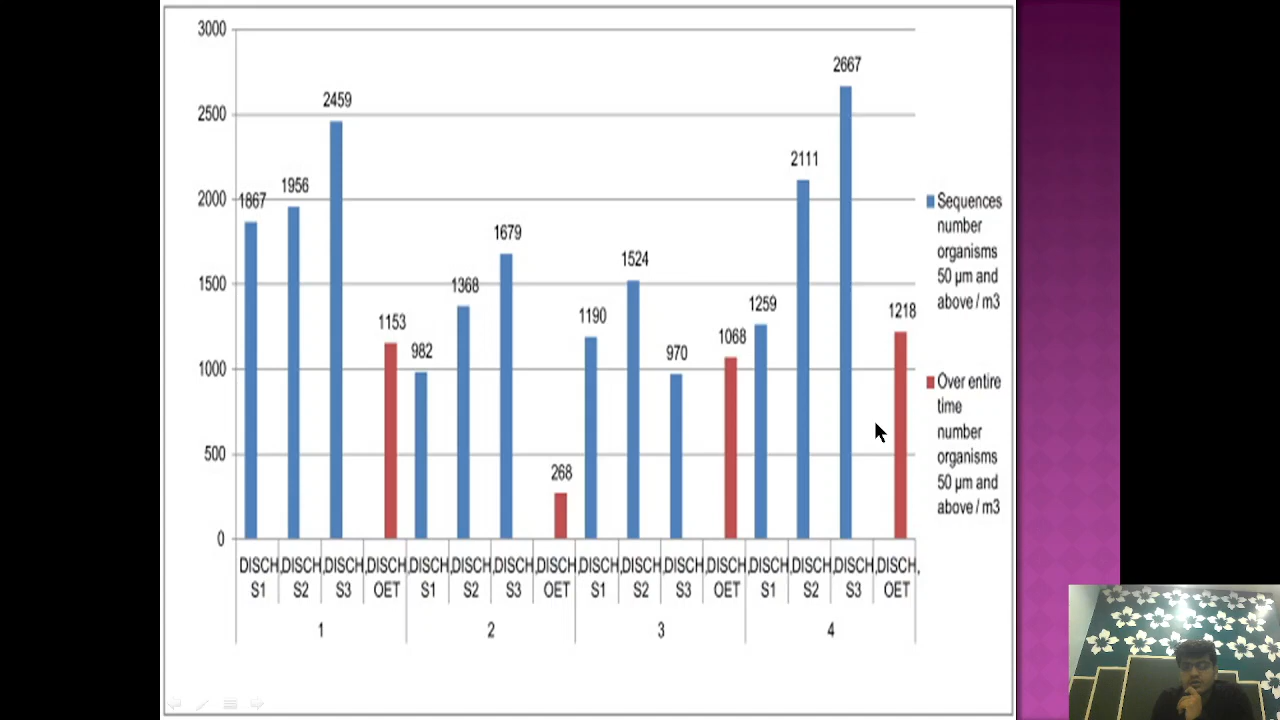 3000
2500
2000
1500
1000
500
0
1867
1956
2459
1153
982
1368
1679
268
1190
1524
970
1068
1259
2111
2667
1218
DISCH, DISCH, DISCH, DISCH, DISCH, DISCH, DISCH, DISCH, DISCH, DISCH, DISCH, DISCH, DISCH, DISCH, DISCH, DISCH,
S1 S2 S3 OET S1 S2 S3 OET S1 S2 S3 OET S1 S2 S3 OET
1 2 3 4
Sequences
number
organisms
50 µm and
above / m3
Over entire
time
number
organisms
50 µm and
above / m3